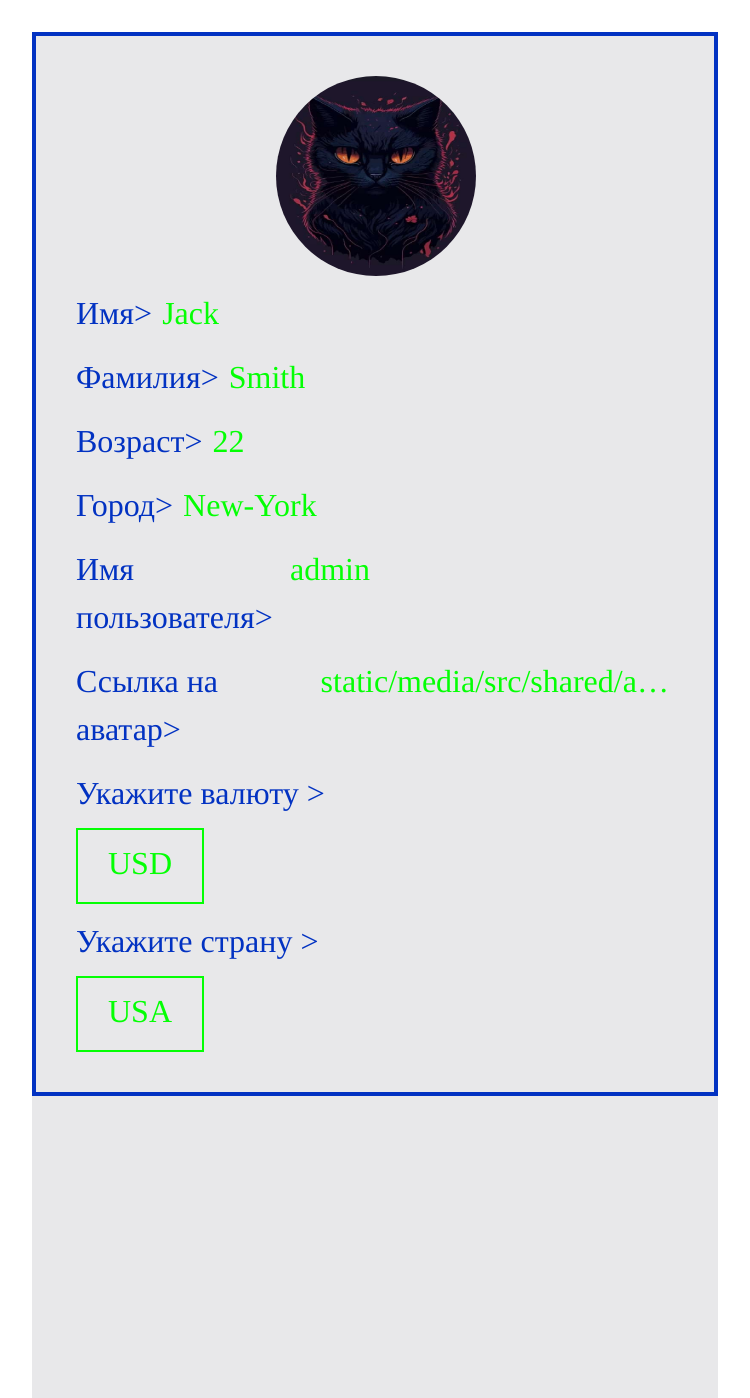 Имя> Jack
Фамилия> Smith
Возраст> 22
Город> New-York
Имя admin
пользователя>
Ссылка на static/media/src/shared/a…
аватар>
Укажите валюту >
USD
Укажите страну >
USA